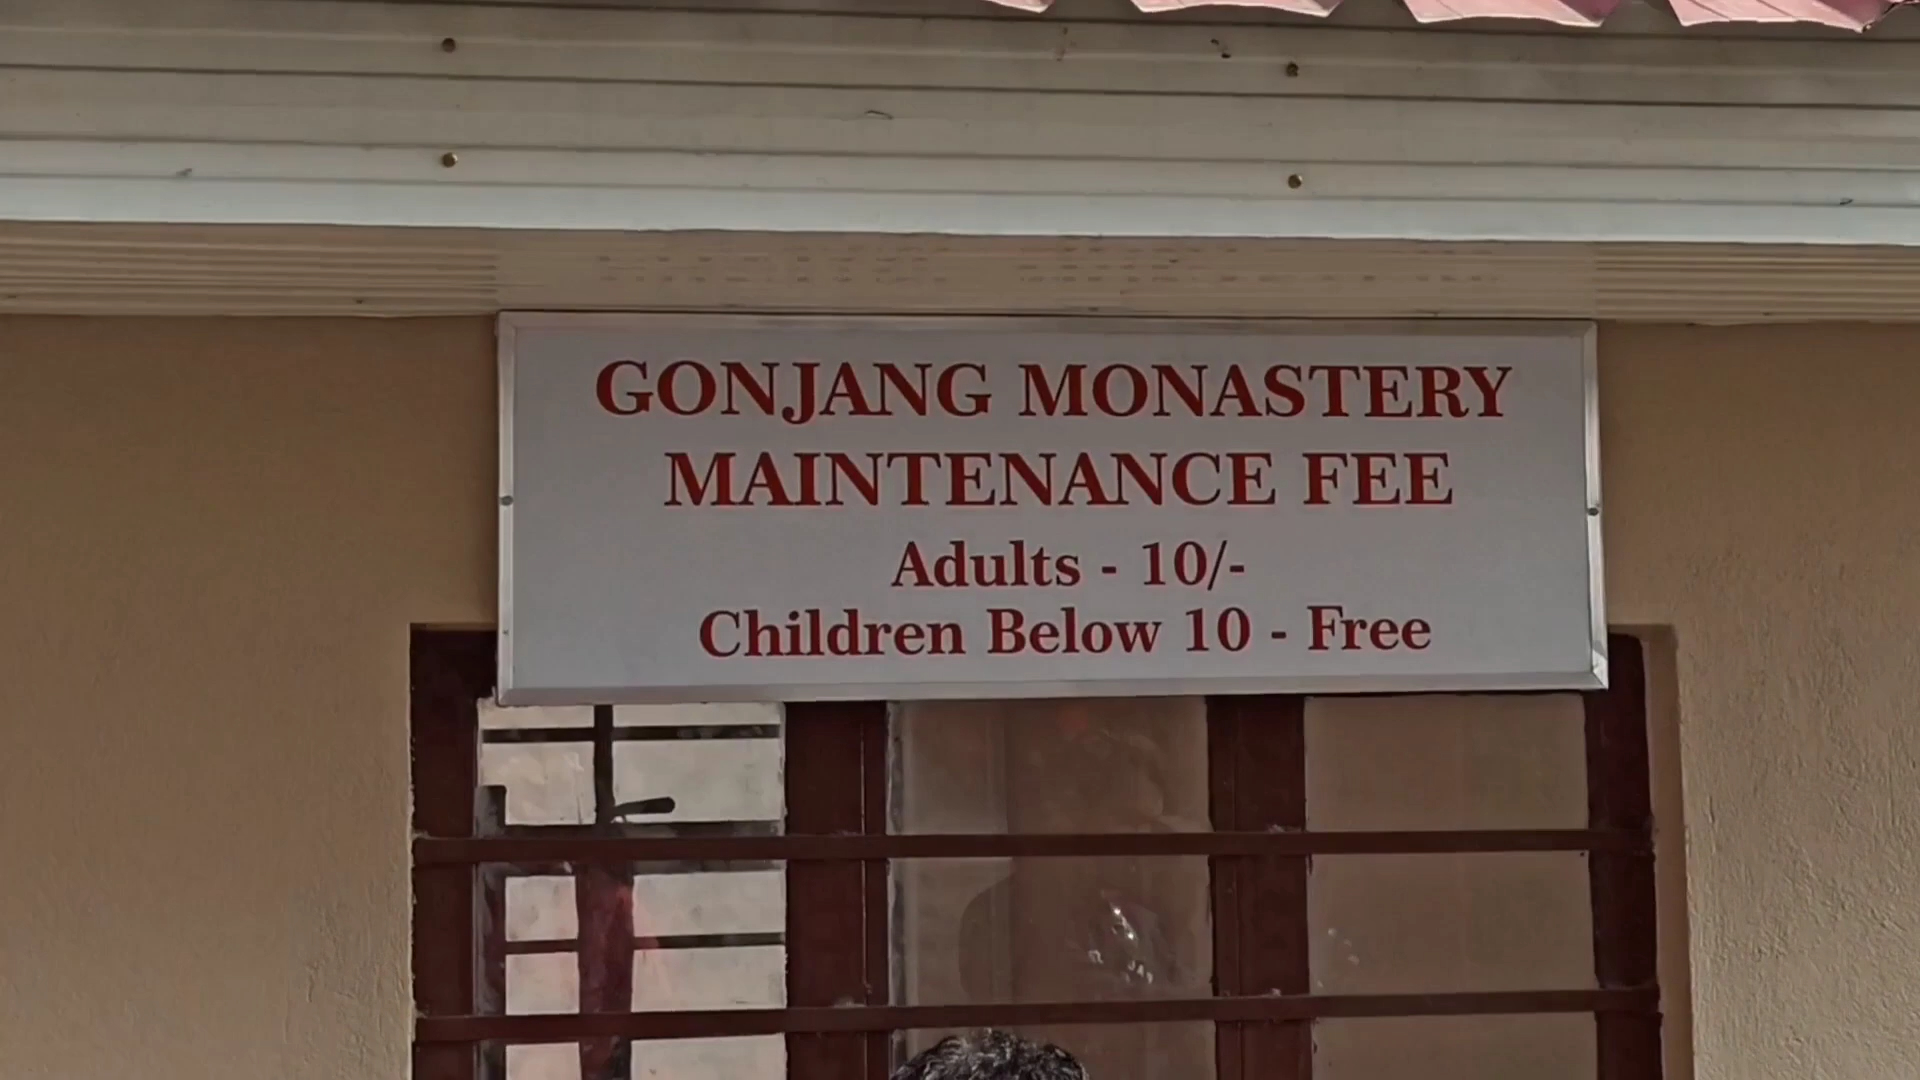 GONJANG MONASTERY
MAINTENANCE FEE
Adults - 10/-
Children Below 10 - Free